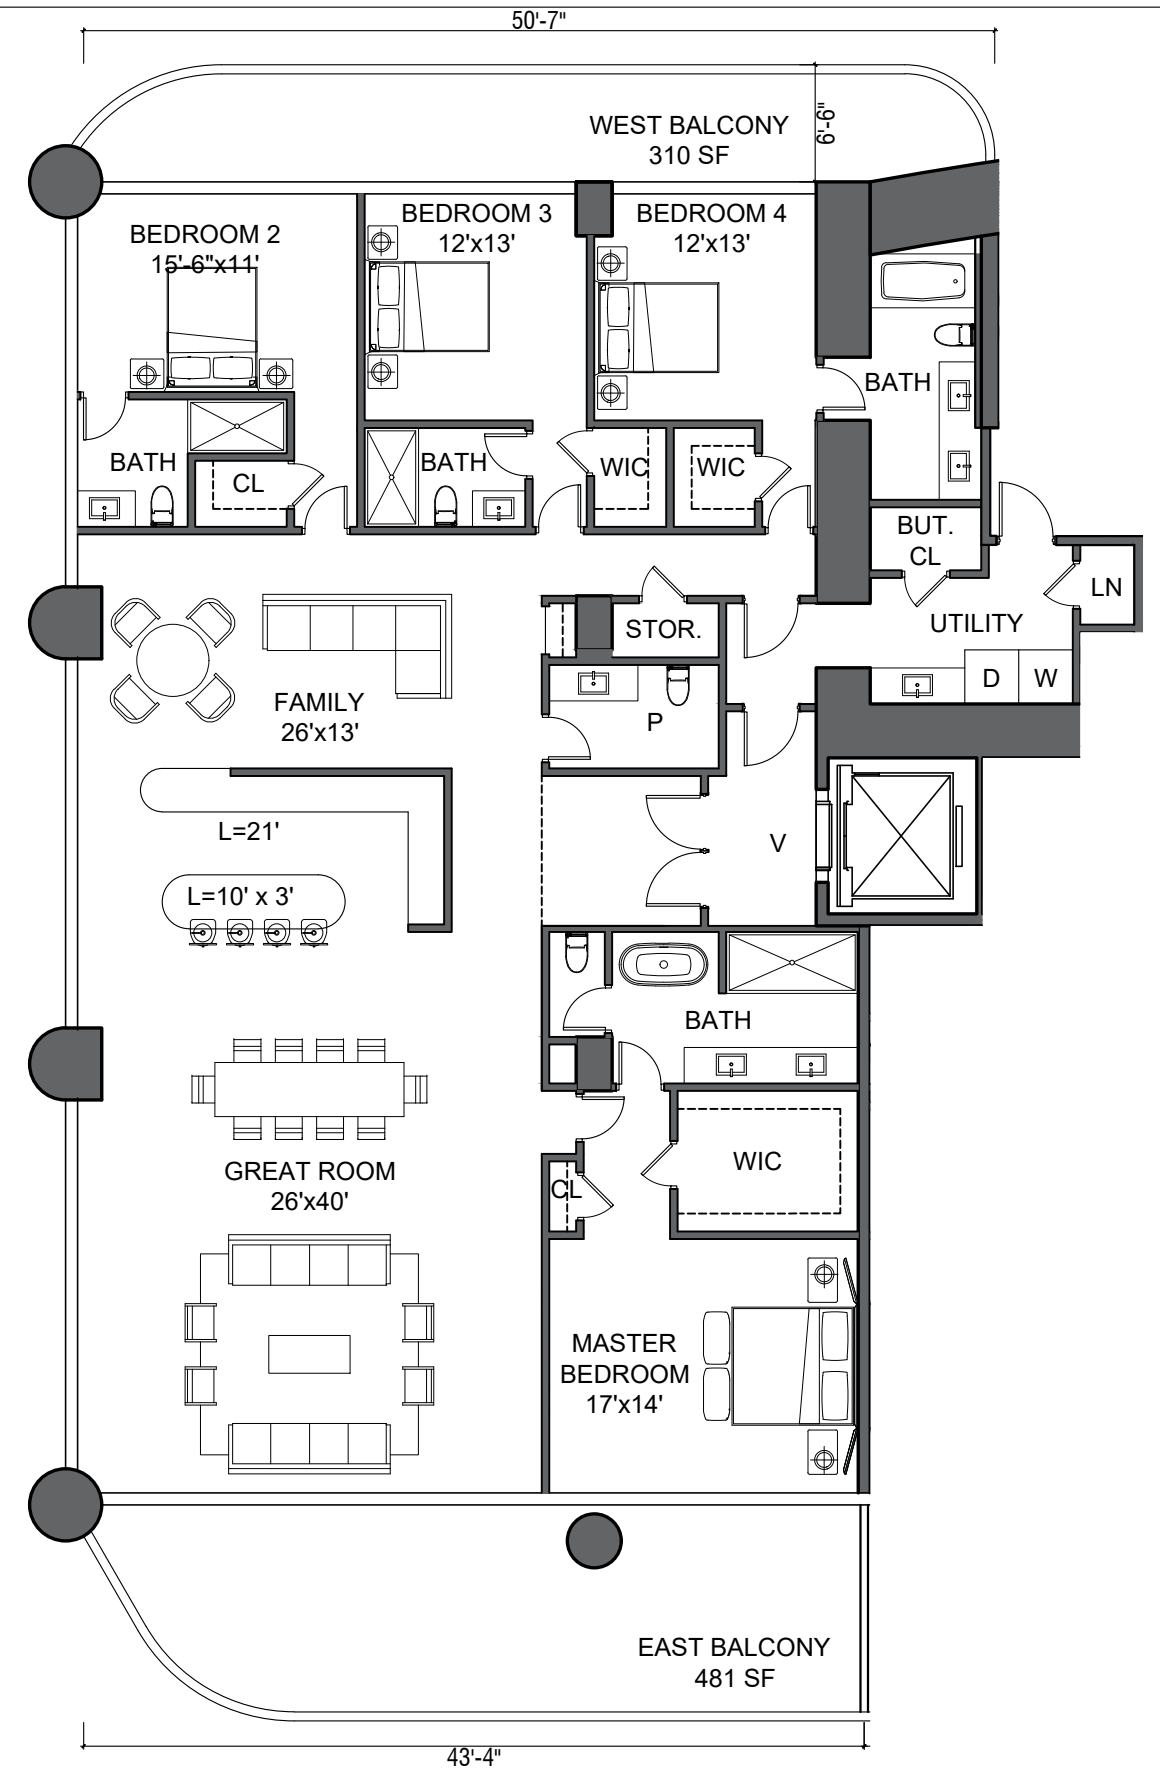 50'-7"
WEST BALCONY
310 SF
6'-6"
BEDROOM 2
15'-6"x11'
BEDROOM 3
12'x13'
BEDROOM 4
12'x13'
BATH
BATH
CL
BATH
WIC
WIC
BUT.
CL
LN
STOR.
UTILITY
D
W
FAMILY
26'x13'
P
L=21'
V
L=10' x 3'
BATH
GREAT ROOM
26'x40'
WIC
CL
MASTER
BEDROOM
17'x14'
EAST BALCONY
481 SF
43'-4"